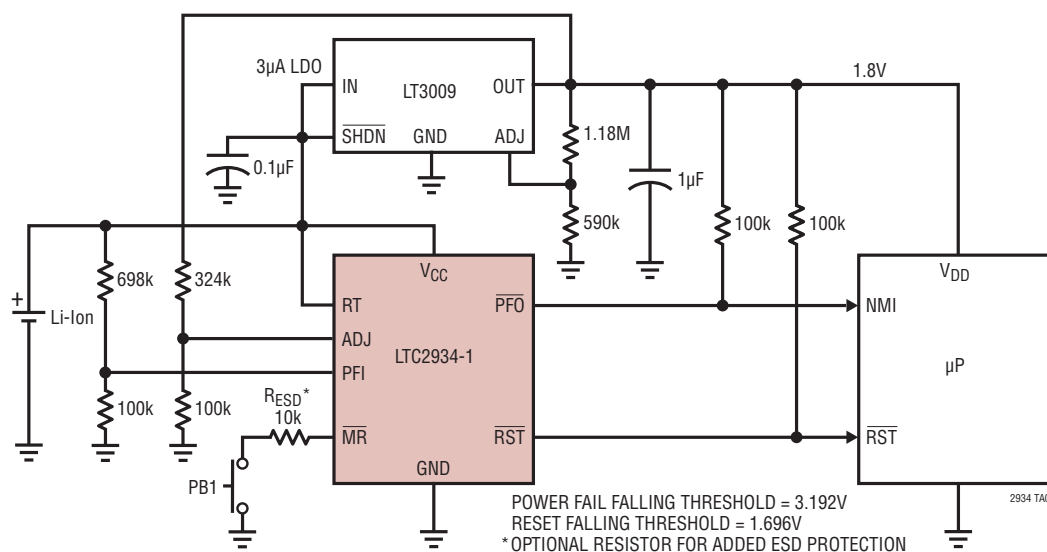 3µA LDO
IN
LT3009
OUT
1.8V
SHDN
GND
ADJ
1.18M
0.1µF
1µF
590k
100k
100k
698k
324k
VCC
VDD
+
Li-Ion
RT
PFO
NMI
ADJ
LTC2934-1
µP
PFI
100k
100k
RESD*
10k
MR
RST
RST
PB1
GND
POWER FAIL FALLING THRESHOLD = 3.192V
RESET FALLING THRESHOLD = 1.696V
*OPTIONAL RESISTOR FOR ADDED ESD PROTECTION
2934